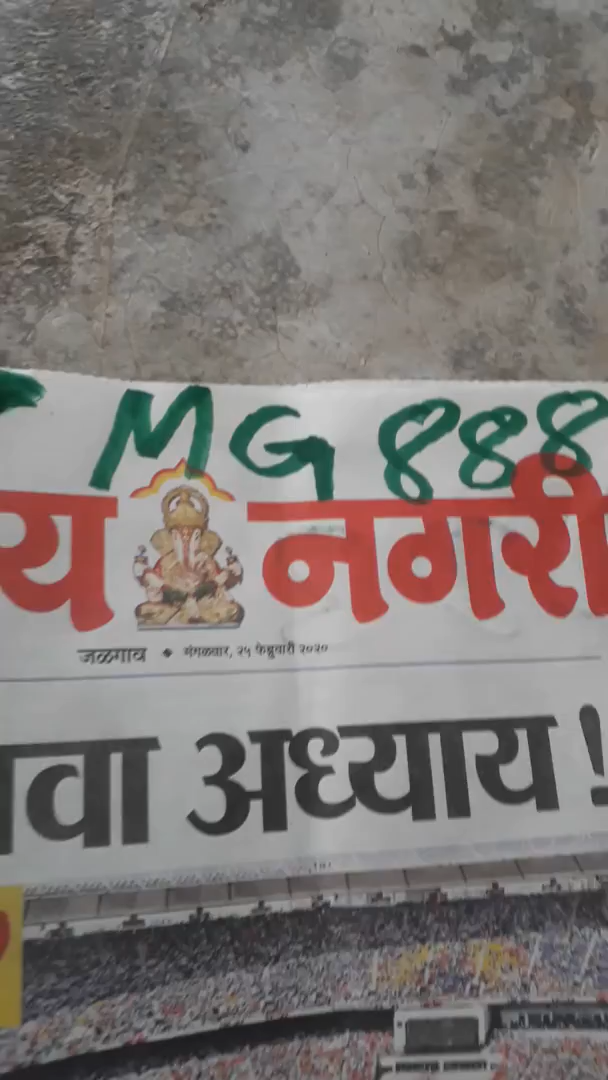 MG 888
य नगरी
जळगाव ◆ मंगळवार, २५ फेब्रुवारी २०२०
वा अध्याय !